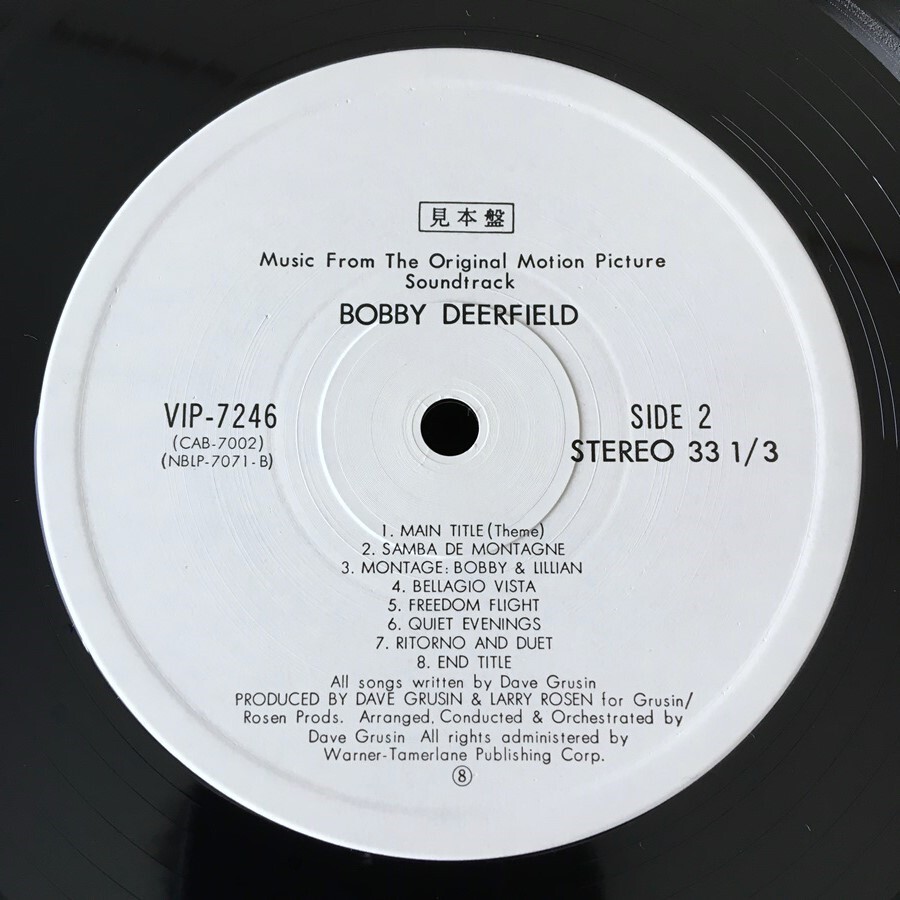 見本盤
Music From The Original Motion Picture
Soundtrack
BOBBY DEERFIELD
VIP-7246
(CAB-7002)
(NBLP-7071-B)
SIDE 2
STEREO 33 1/3
1. MAIN TITLE (Theme)
2. SAMBA DE MONTAGNE
3. MONTAGE: BOBBY & LILLIAN
4. BELLAGIO VISTA
5. FREEDOM FLIGHT
6. QUIET EVENINGS
7. RITORNO AND DUET
8. END TITLE
All songs written by Dave Grusin
PRODUCED BY DAVE GRUSIN & LARRY ROSEN for Grusin/
Rosen Prods. Arranged, Conducted & Orchestrated by
Dave Grusin All rights administered by
Warner-Tamerlane Publishing Corp.
⑧